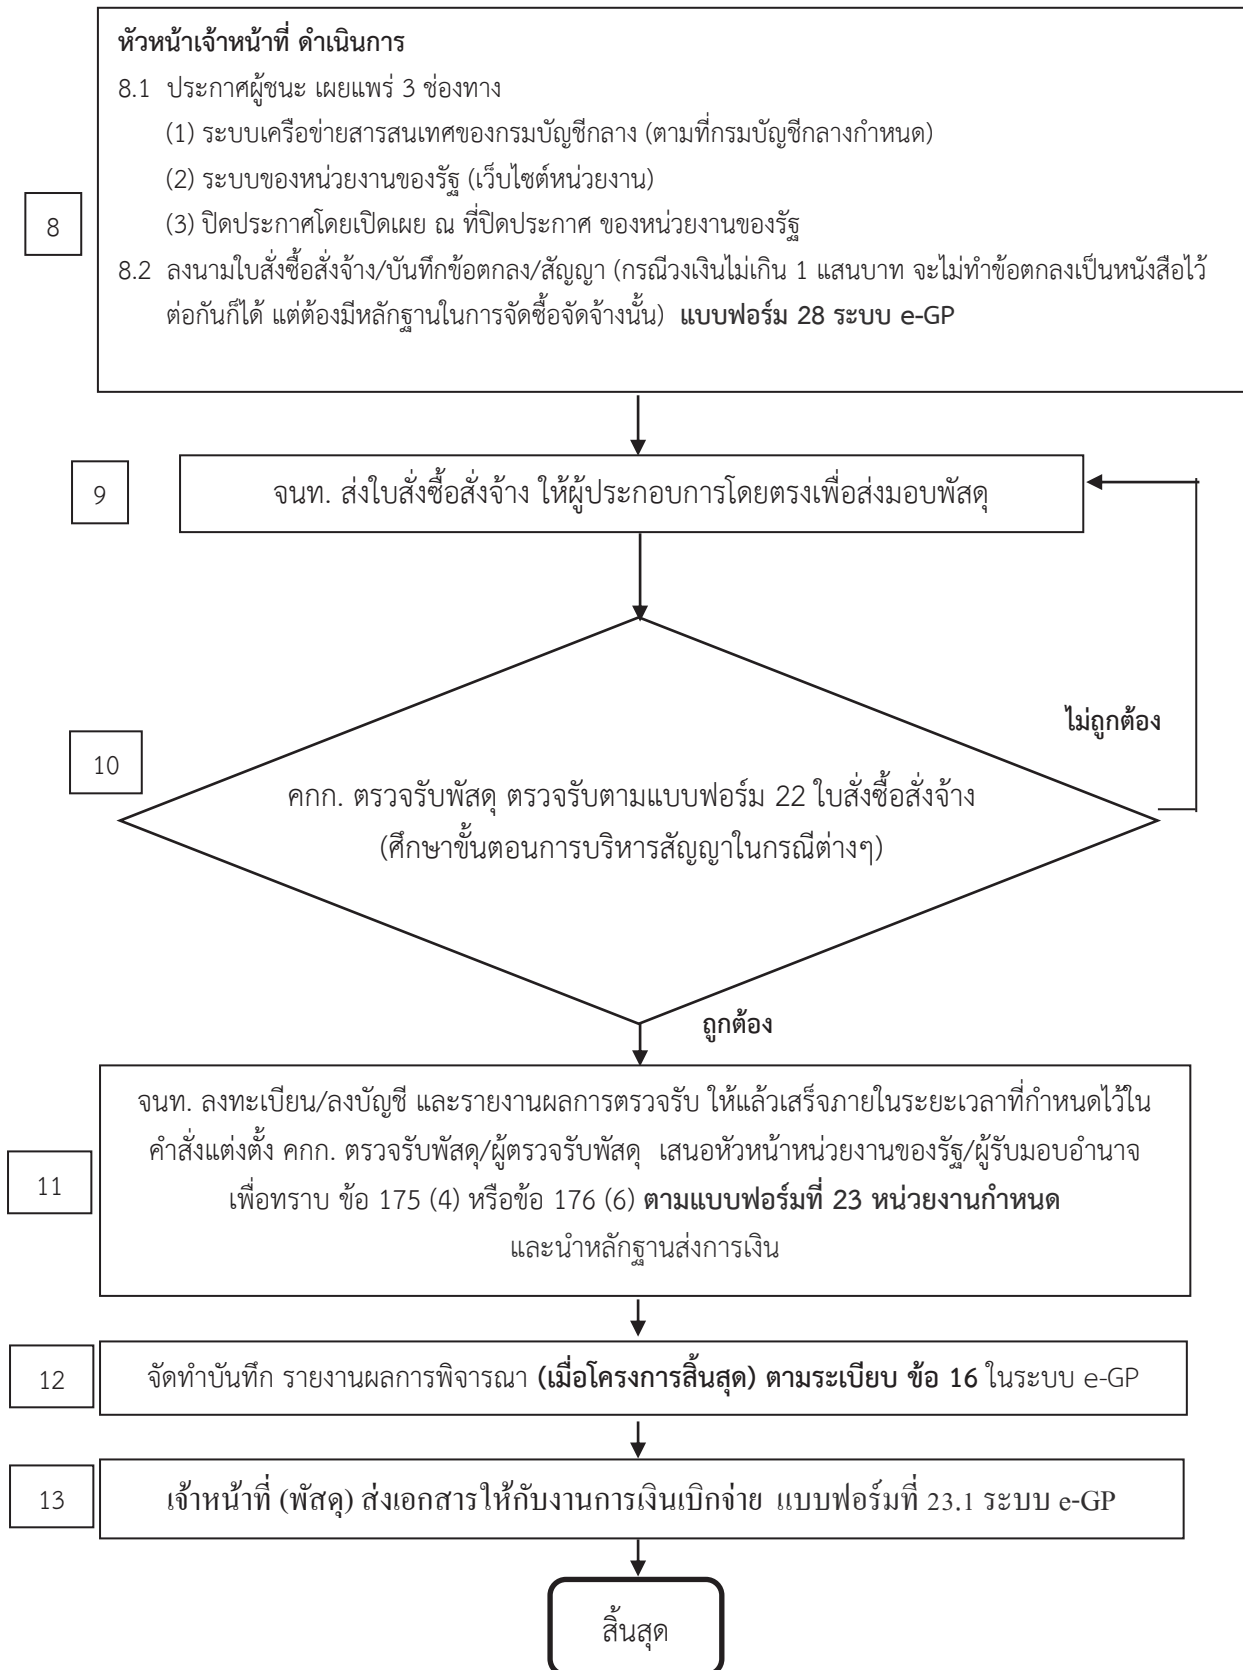 หัวหน้าเจ้าหน้าที่ ดำเนินการ
8.1 ประกาศผู้ชนะ เผยแพร่ 3 ช่องทาง
(1) ระบบเครือข่ายสารสนเทศของกรมบัญชีกลาง (ตามที่กรมบัญชีกลางกำหนด)
(2) ระบบของหน่วยงานของรัฐ (เว็บไซต์หน่วยงาน)
8
(3) ปิดประกาศโดยเปิดเผย ณ ที่ปิดประกาศ ของหน่วยงานของรัฐ
8.2 ลงนามใบสั่งซื้อสั่งจ้าง/บันทึกข้อตกลง/สัญญา (กรณีวงเงินไม่เกิน 1 แสนบาท จะไม่ทำข้อตกลงเป็นหนังสือไว้
ต่อกันก็ได้ แต่ต้องมีหลักฐานในการจัดซื้อจัดจ้างนั้น) แบบฟอร์ม 28 ระบบ e-GP
9
จนท. ส่งใบสั่งซื้อสั่งจ้าง ให้ผู้ประกอบการโดยตรงเพื่อส่งมอบพัสดุ
ไม่ถูกต้อง
10
คกก. ตรวจรับพัสดุ ตรวจรับตามแบบฟอร์ม 22 ใบสั่งซื้อสั่งจ้าง
(ศึกษาขั้นตอนการบริหารสัญญาในกรณีต่างๆ)
ถูกต้อง
จนท. ลงทะเบียน/ลงบัญชี และรายงานผลการตรวจรับ ให้แล้วเสร็จภายในระยะเวลาที่กำหนดไว้ใน
คำสั่งแต่งตั้ง คกก. ตรวจรับพัสดุ/ผู้ตรวจรับพัสดุ เสนอหัวหน้าหน่วยงานของรัฐ/ผู้รับมอบอำนาจ
11
เพื่อทราบ ข้อ 175 (4) หรือข้อ 176 (6) ตามแบบฟอร์มที่ 23 หน่วยงานกำหนด
และนำหลักฐานส่งการเงิน
12
จัดทำบันทึก รายงานผลการพิจารณา (เมื่อโครงการสิ้นสุด) ตามระเบียบ ข้อ 16 ในระบบ e-GP
13
เจ้าหน้าที่ (พัสดุ) ส่งเอกสารให้กับงานการเงินเบิกจ่าย แบบฟอร์มที่ 23.1 ระบบ e-GP
สิ้นสุด